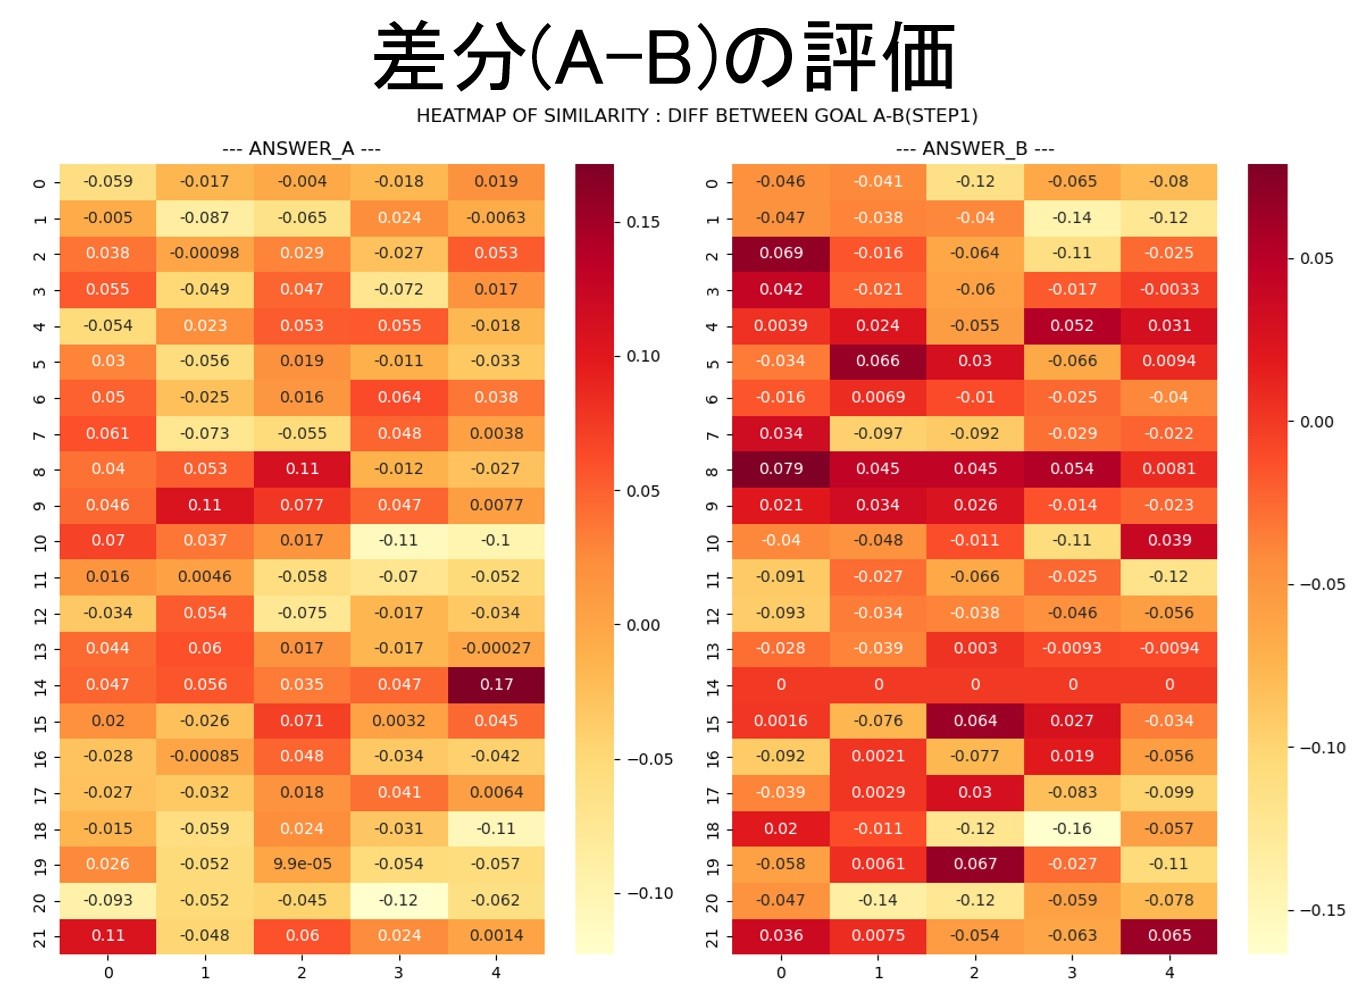 差分(A-B)の評価
HEATMAP OF SIMILARITY : DIFF BETWEEN GOAL A-B(STEP1)
--- ANSWER_A ---
0 -0.059 -0.017 -0.004 -0.018 0.019
1 -0.005 -0.087 -0.065 0.024 -0.0063
2 0.038 -0.00098 0.029 -0.027 0.053
3 0.055 -0.049 0.047 -0.072 0.017
4 -0.054 0.023 0.053 0.055 -0.018
5 0.03 -0.056 0.019 -0.011 -0.033
6 0.05 -0.025 0.016 0.064 0.038
7 0.061 -0.073 -0.055 0.048 0.0038
8 0.04 0.053 0.11 -0.012 -0.027
9 0.046 0.11 0.077 0.047 0.0077
10 0.07 0.037 0.017 -0.11 -0.1
11 0.016 0.0046 -0.058 -0.07 -0.052
12 -0.034 0.054 -0.075 -0.017 -0.034
13 0.044 0.06 0.017 -0.017 -0.00027
14 0.047 0.056 0.035 0.047 0.17
15 0.02 -0.026 0.071 0.0032 0.045
16 -0.028 -0.00085 0.048 -0.034 -0.042
17 -0.027 -0.032 0.018 0.041 0.0064
18 -0.015 -0.059 0.024 -0.031 -0.11
19 0.026 -0.052 9.9e-05 -0.054 -0.057
20 -0.093 -0.052 -0.045 -0.12 -0.062
21 0.11 -0.048 0.06 0.024 0.0014
0 1 2 3 4
0.15
0.10
0.05
0.00
−0.05
−0.10
--- ANSWER_B ---
0 -0.046 -0.041 -0.12 -0.065 -0.08
1 -0.047 -0.038 -0.04 -0.14 -0.12
2 0.069 -0.016 -0.064 -0.11 -0.025
3 0.042 -0.021 -0.06 -0.017 -0.0033
4 0.0039 0.024 -0.055 0.052 0.031
5 -0.034 0.066 0.03 -0.066 0.0094
6 -0.016 0.0069 -0.01 -0.025 -0.04
7 0.034 -0.097 -0.092 -0.029 -0.022
8 0.079 0.045 0.045 0.054 0.0081
9 0.021 0.034 0.026 -0.014 -0.023
10 -0.04 -0.048 -0.011 -0.11 0.039
11 -0.091 -0.027 -0.066 -0.025 -0.12
12 -0.093 -0.034 -0.038 -0.046 -0.056
13 -0.028 -0.039 0.003 -0.0093 -0.0094
14 0 0 0 0 0
15 0.0016 -0.076 0.064 0.027 -0.034
16 -0.092 0.0021 -0.077 0.019 -0.056
17 -0.039 0.0029 0.03 -0.083 -0.099
18 0.02 -0.011 -0.12 -0.16 -0.057
19 -0.058 0.0061 0.067 -0.027 -0.11
20 -0.047 -0.14 -0.12 -0.059 -0.078
21 0.036 0.0075 -0.054 -0.063 0.065
0 1 2 3 4
0.05
0.00
−0.05
−0.10
−0.15